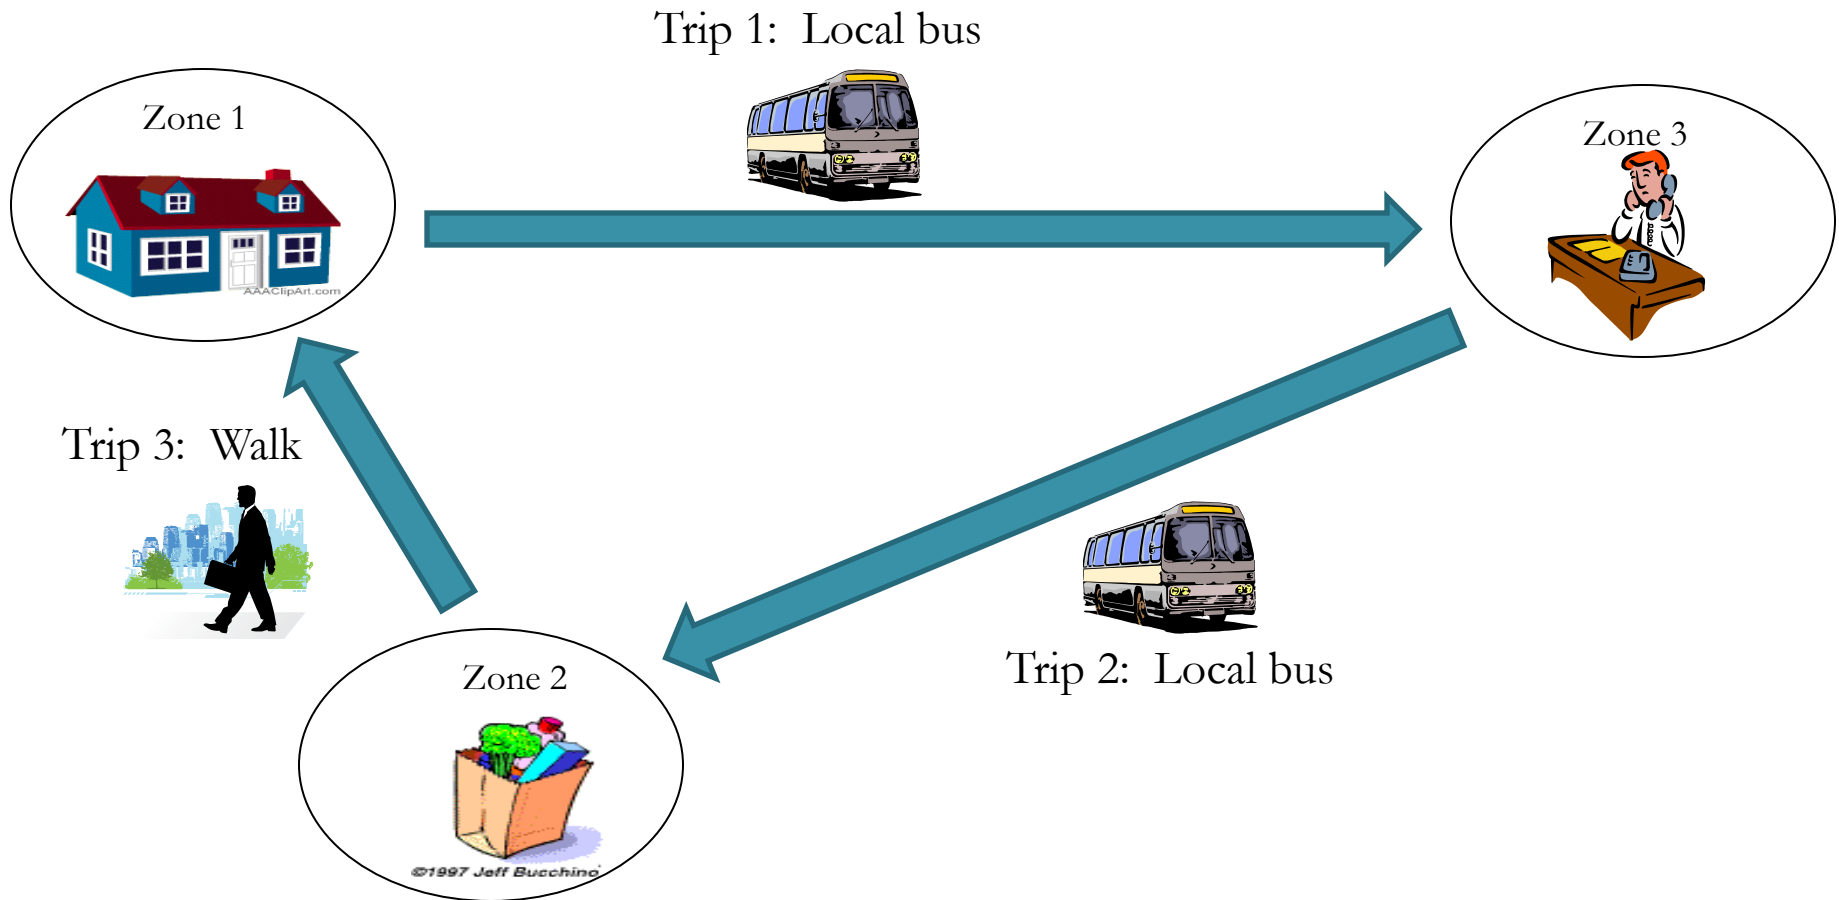 Trip 1: Local bus
Zone 1
Zone 3
AAAClipArt.com
Trip 3: Walk
Trip 2: Local bus
Zone 2
©1997 Jeff Bucchino